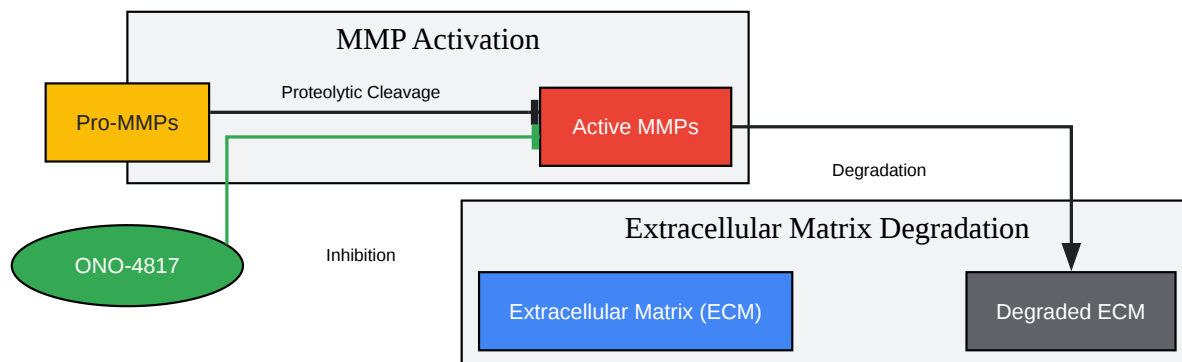 MMP Activation
Proteolytic Cleavage
Pro-MMPs
Active MMPs
Degradation
Extracellular Matrix Degradation
Inhibition
ONO-4817
Extracellular Matrix (ECM)
Degraded ECM